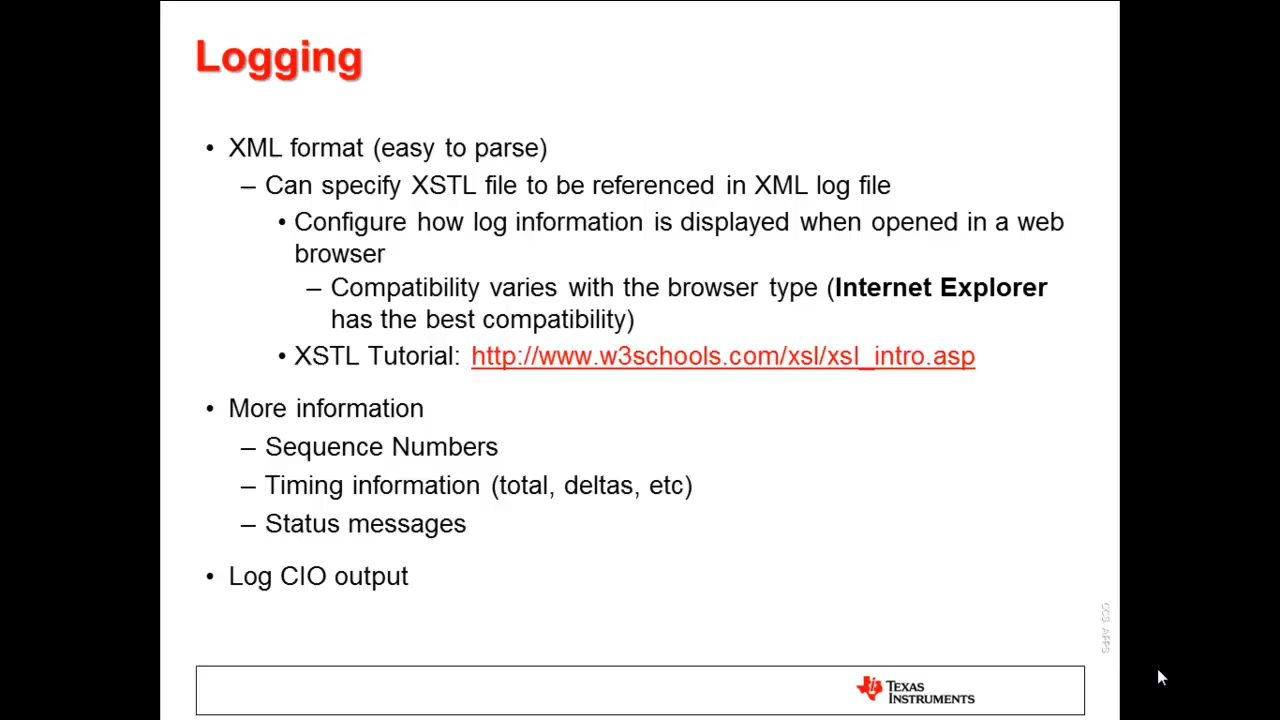 Logging
• XML format (easy to parse)
– Can specify XSTL file to be referenced in XML log file
• Configure how log information is displayed when opened in a web
browser
– Compatibility varies with the browser type (Internet Explorer
has the best compatibility)
• XSTL Tutorial: http://www.w3schools.com/xsl/xsl_intro.asp
• More information
– Sequence Numbers
– Timing information (total, deltas, etc)
– Status messages
• Log CIO output
CCS APPS
TEXAS
INSTRUMENTS